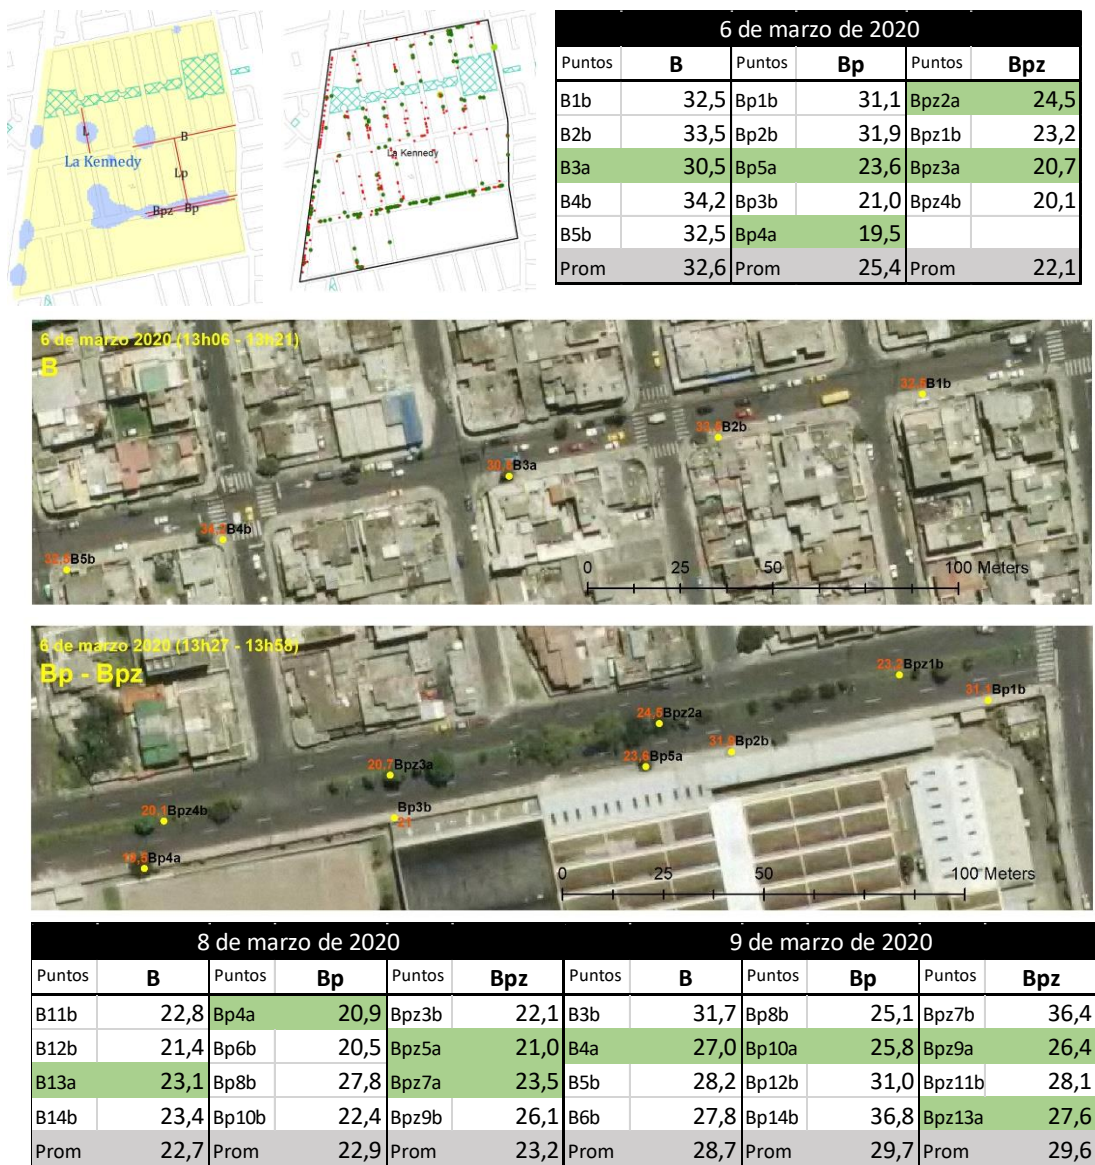 6 de marzo de 2020
Puntos B Puntos Bp Puntos Bpz
B1b 32,5 Bp1b 31,1 Bpz2a 24,5
B2b 33,5 Bp2b 31,9 Bpz1b 23,2
B3a 30,5 Bp5a 23,6 Bpz3a 20,7
B4b 34,2 Bp3b 21,0 Bpz4b 20,1
B5b 32,5 Bp4a 19,5
Prom 32,6 Prom 25,4 Prom 22,1
L
B
La Kennedy
Lp
Bpz Bp
La Kennedy
6 de marzo 2020 (13h06 - 13h21)
B
32,5 B1b
33,5 B2b
30,5 B3a
34,2 B4b
32,5 B5b
0 25 50 100 Meters
6 de marzo 2020 (13h27 - 13h58)
Bp - Bpz
23,2 Bpz1b
31,1 Bp1b
24,5 Bpz2a
31,9 Bp2b
23,6 Bp5a
20,7 Bpz3a
Bp3b
21
20,1 Bpz4b
19,5 Bp4a
0 25 50 100 Meters
8 de marzo de 2020 9 de marzo de 2020
Puntos B Puntos Bp Puntos Bpz Puntos B Puntos Bp Puntos Bpz
B11b 22,8 Bp4a 20,9 Bpz3b 22,1 B3b 31,7 Bp8b 25,1 Bpz7b 36,4
B12b 21,4 Bp6b 20,5 Bpz5a 21,0 B4a 27,0 Bp10a 25,8 Bpz9a 26,4
B13a 23,1 Bp8b 27,8 Bpz7a 23,5 B5b 28,2 Bp12b 31,0 Bpz11b 28,1
B14b 23,4 Bp10b 22,4 Bpz9b 26,1 B6b 27,8 Bp14b 36,8 Bpz13a 27,6
Prom 22,7 Prom 22,9 Prom 23,2 Prom 28,7 Prom 29,7 Prom 29,6